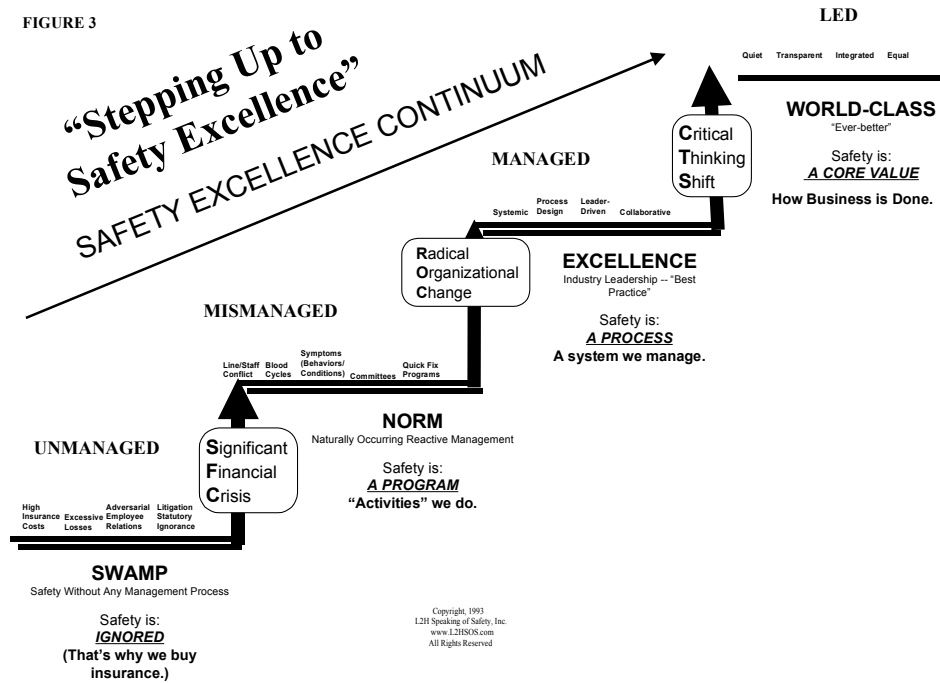 FIGURE 3
“Stepping Up to
Safety Excellence”
SAFETY EXCELLENCE CONTINUUM
UNMANAGED
High
Insurance
Costs
Excessive
Losses
Adversarial
Employee
Relations
Litigation
Statutory
Ignorance
SWAMP
Safety Without Any Management Process
Safety is:
IGNORED
(That’s why we buy
insurance.)
Significant
Financial
Crisis
MISMANAGED
Line/Staff
Conflict
Blood
Cycles
Symptoms
(Behaviors/
Conditions)
Committees
Quick Fix
Programs
NORM
Naturally Occurring Reactive Management
Safety is:
A PROGRAM
“Activities” we do.
Radical
Organizational
Change
MANAGED
Systemic
Process
Design
Leader-
Driven
Collaborative
EXCELLENCE
Industry Leadership -- “Best
Practice”
Safety is:
A PROCESS
A system we manage.
Critical
Thinking
Shift
LED
Quiet Transparent Integrated Equal
WORLD-CLASS
“Ever-better”
Safety is:
A CORE VALUE
How Business is Done.
Copyright, 1993
L2H Speaking of Safety, Inc.
www.L2HSOS.com
All Rights Reserved